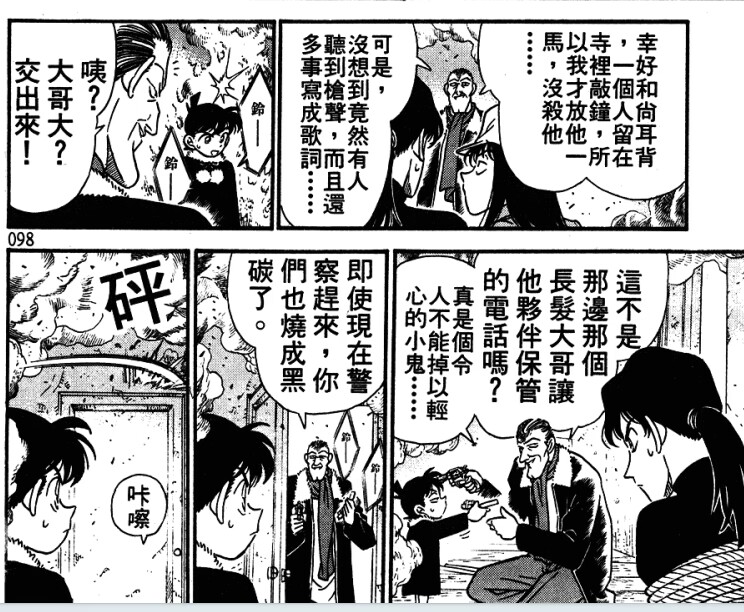 幸好和尚耳背
，一個人留在
寺裡敲鐘，所
以我才放他一
馬，沒殺他
……
可是，
沒想到竟然有人
聽到槍聲，而且還
多事寫成歌詞……
鈴—
鈴—
咦？
大哥大？
交出來！
098
這不是
那邊那個
長髮大哥讓
他夥伴保管
的電話嗎？
真是個令
人不能掉以輕
心的小鬼……
即使現在警
察趕來，你
們也燒成黑
碳了。
鈴—
鈴—
砰
咔嚓